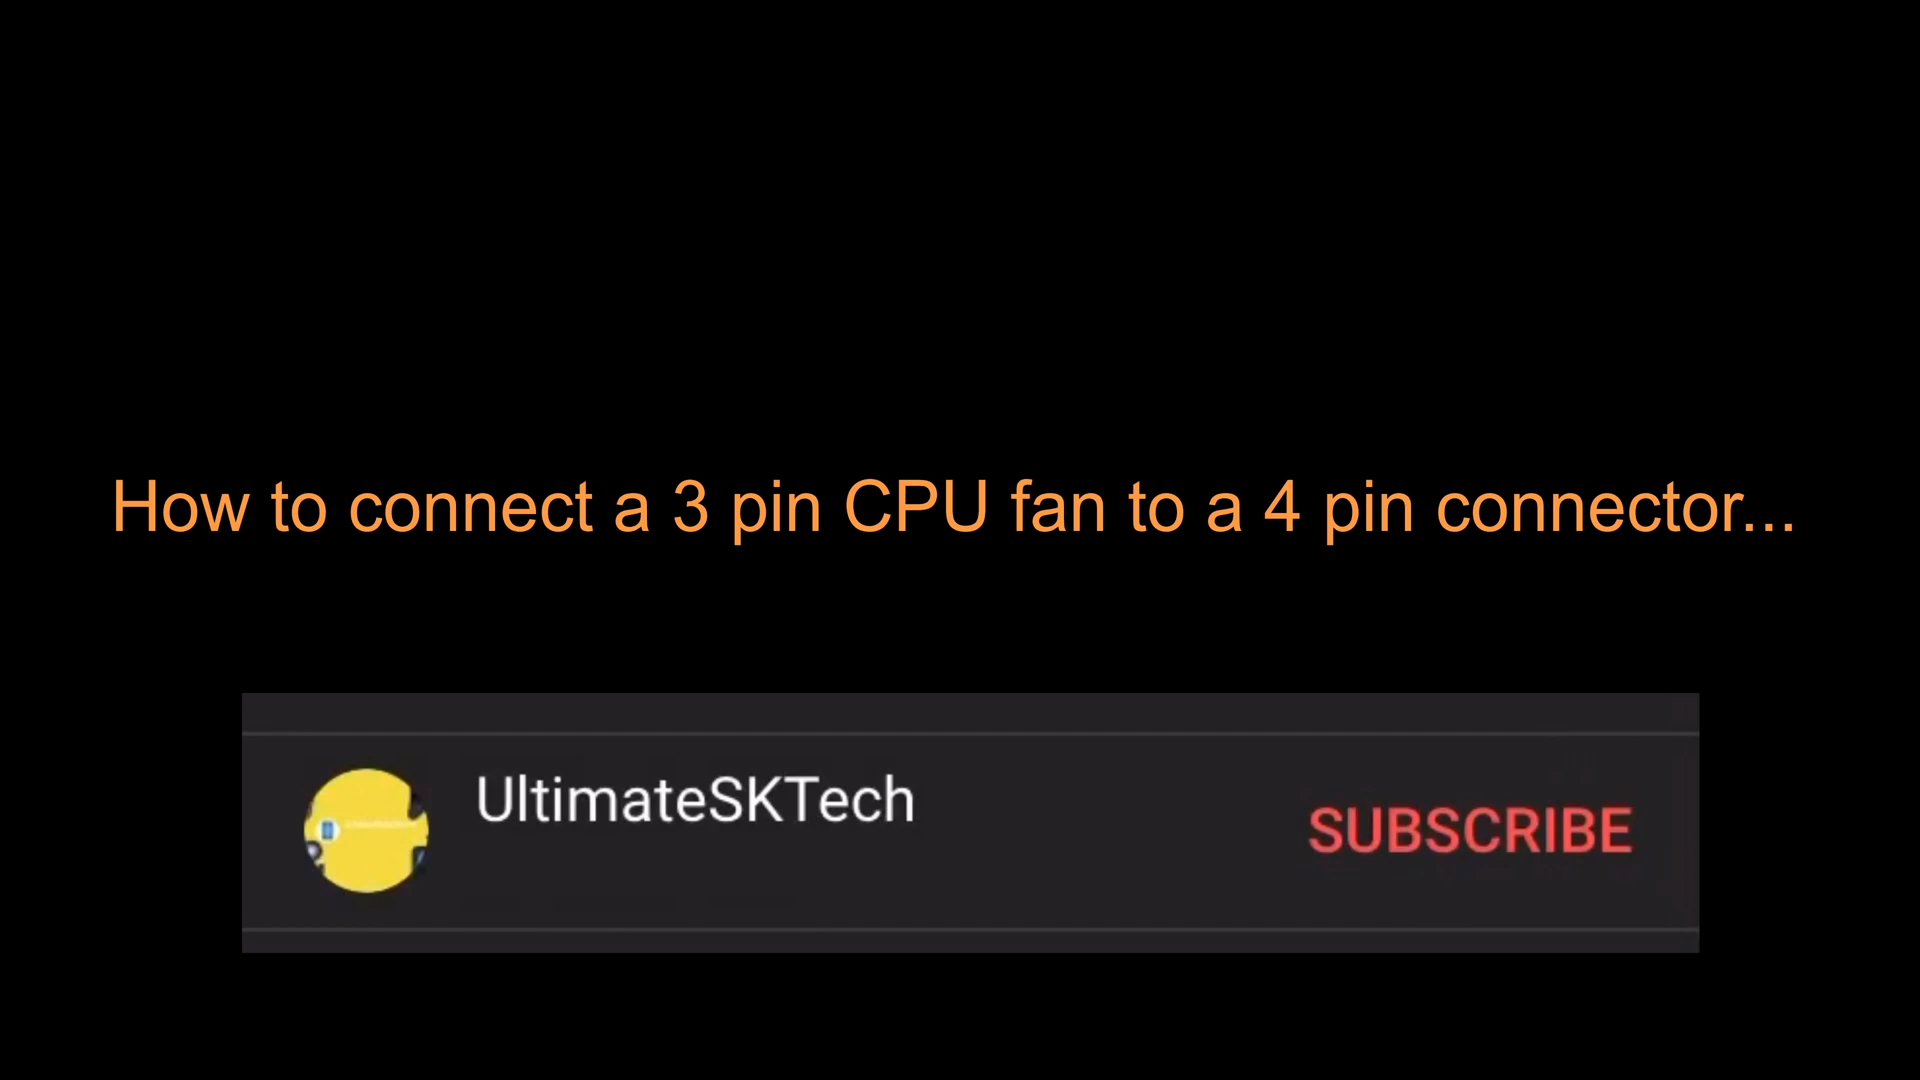 How to connect a 3 pin CPU fan to a 4 pin connector...
UltimateSKTech
SUBSCRIBE